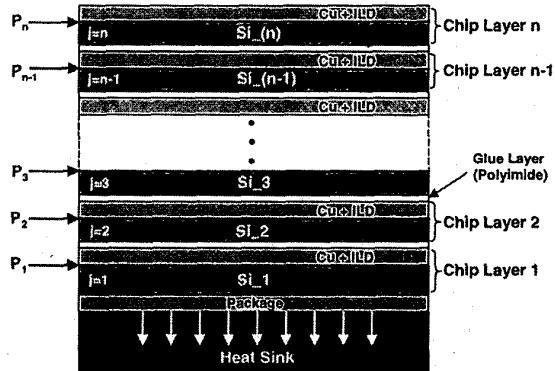 Pn
Cu+ILD
j=n
Si_(n)
Chip Layer n
Pn-1
Cu+ILD
j=n-1
Si_(n-1)
Chip Layer n-1
Cu+ILD
P3
j=3
Si_3
Glue Layer
(Polyimide)
P2
Cu+ILD
j=2
Si_2
Chip Layer 2
P1
Cu+ILD
j=1
Si_1
Chip Layer 1
Package
Heat Sink